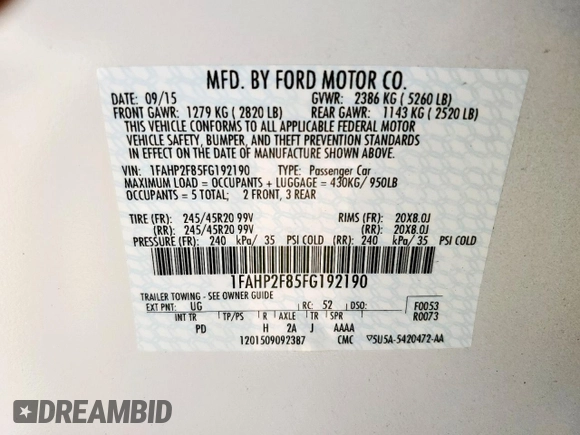 MFD. BY FORD MOTOR CO.
DATE: 09/15 GVWR: 2386 KG ( 5260 LB)
FRONT GAWR: 1279 KG ( 2820 LB) REAR GAWR: 1143 KG ( 2520 LB)
THIS VEHICLE CONFORMS TO ALL APPLICABLE FEDERAL MOTOR
VEHICLE SAFETY, BUMPER, AND THEFT PREVENTION STANDARDS
IN EFFECT ON THE DATE OF MANUFACTURE SHOWN ABOVE.
VIN: 1FAHP2F85FG192190 TYPE: Passenger Car
MAXIMUM LOAD = OCCUPANTS + LUGGAGE = 430KG/ 950LB
OCCUPANTS = 5 TOTAL; 2 FRONT, 3 REAR
TIRE (FR): 245/45R20 99V RIMS (FR): 20X8.0J
(RR): 245/45R20 99V (RR): 20X8.0J
PRESSURE (FR): 240 kPa/ 35 PSI COLD (RR): 240 kPa/ 35 PSI COLD
1FAHP2F85FG192190
TRAILER TOWING - SEE OWNER GUIDE
EXT PNT: UG RC: 52 DSO: F0053
INT TR TP/PS R AXLE TR SPR R0073
PD H 2A J AAAA
1201509092387 CMC ▽5U5A-5420472-AA
DREAMBID